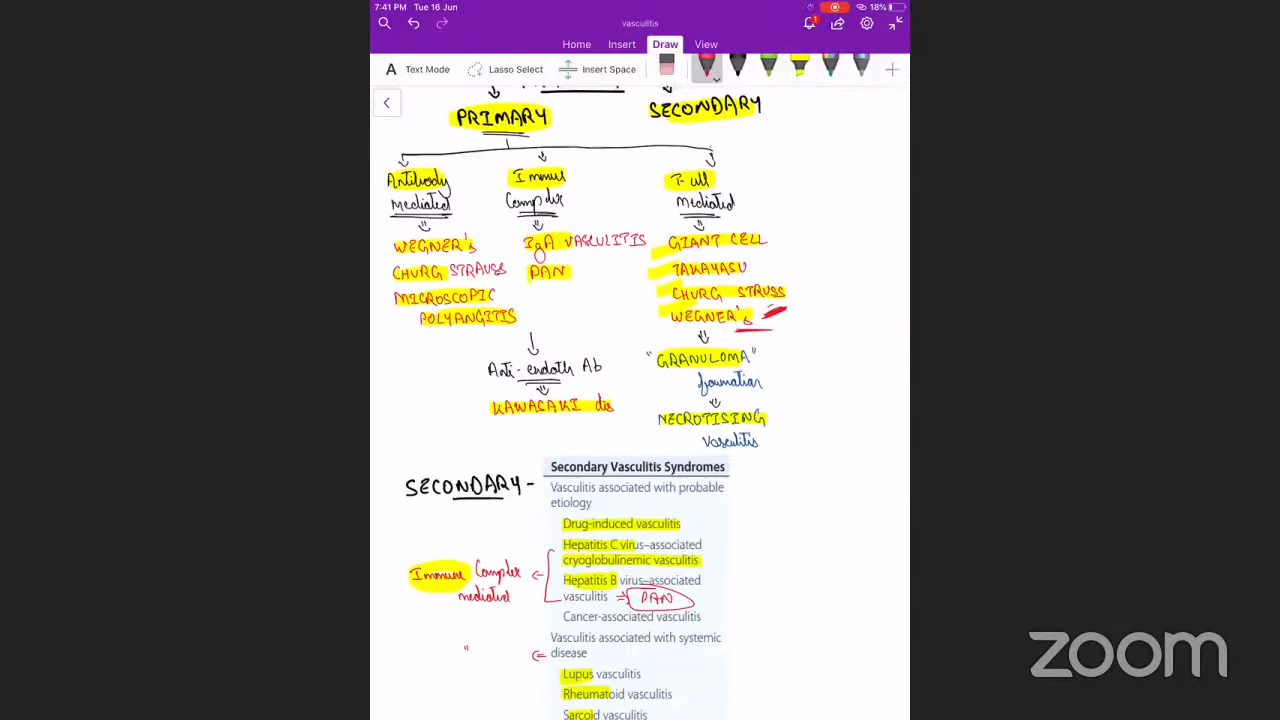 7:41 PM Tue 16 Jun
18%
vasculitis
Home Insert Draw View
A Text Mode Lasso Select Insert Space
PRIMARY
SECONDARY
Antibody
Mediated
WEGNER's
CHURG STRAUSS
MICROSCOPIC
POLYANGITIS
Immune
Complex
IgA VASCULITIS
PAN
T-cell
Mediated
GIANT CELL
TAKAYASU
CHURG STRUSS
WEGNER's
"GRANULOMA"
formation
NECROTISING
Vasculitis
Anti-endoth Ab
KAWASAKI dis
SECONDARY -
Secondary Vasculitis Syndromes
Vasculitis associated with probable
etiology
Drug-induced vasculitis
Hepatitis C virus–associated
cryoglobulinemic vasculitis
Hepatitis B virus–associated
vasculitis ⇒ PAN
Cancer-associated vasculitis
Immune Complex
mediated
Vasculitis associated with systemic
disease
"
Lupus vasculitis
Rheumatoid vasculitis
Sarcoid vasculitis
zoom